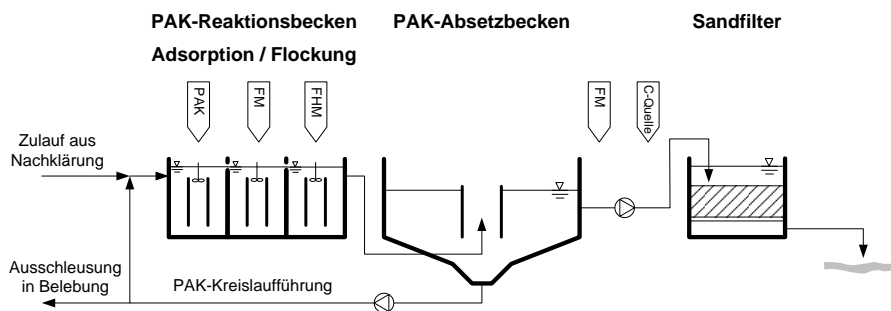 PAK-Reaktionsbecken
Adsorption / Flockung
PAK-Absetzbecken
Sandfilter
PAK
FM
FHM
FM
C-Quelle
Zulauf aus
Nachklärung
Ausschleusung
in Belebung
PAK-Kreislaufführung